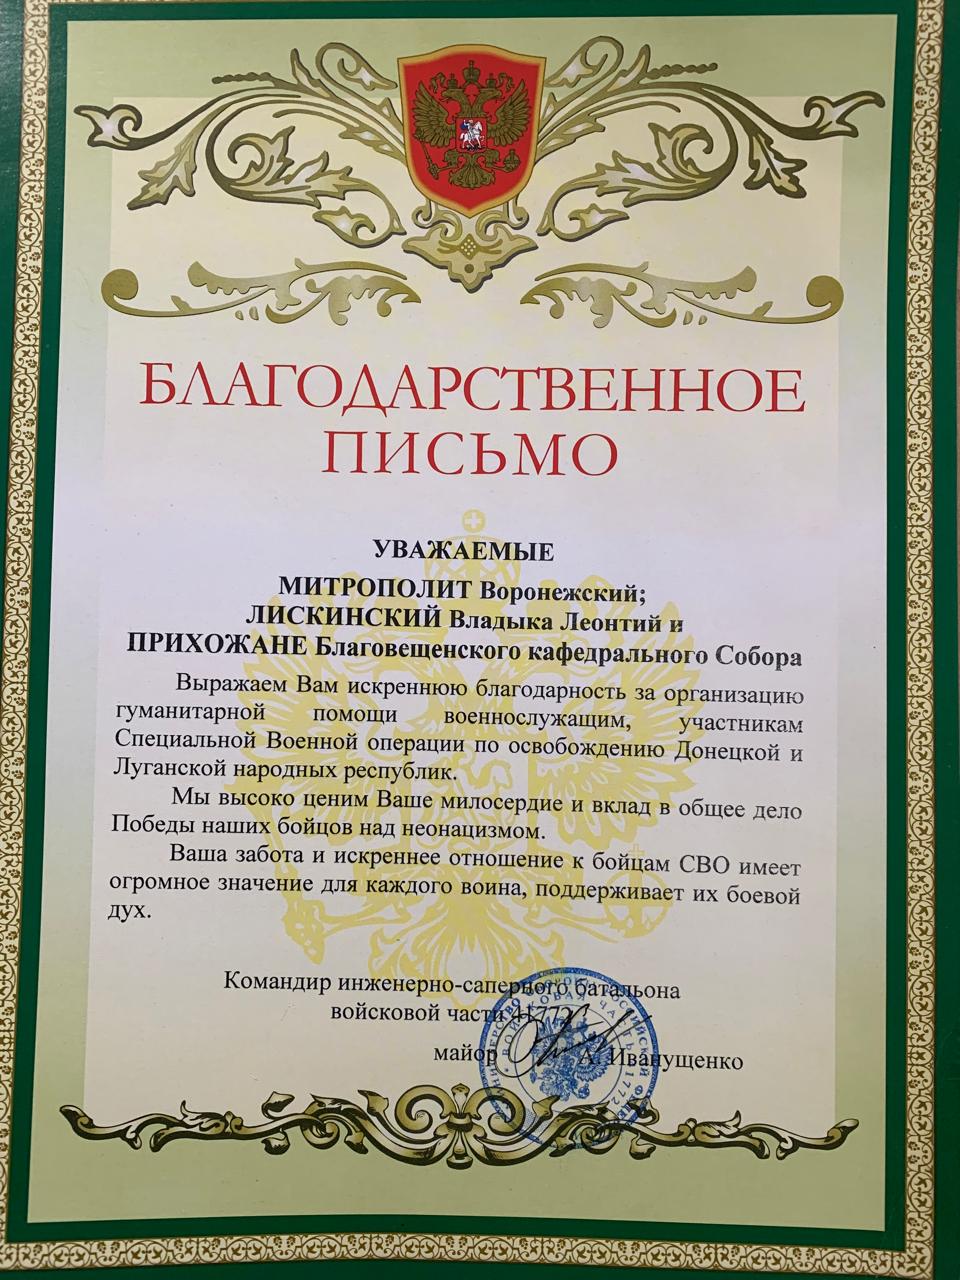 БЛАГОДАРСТВЕННОЕ
ПИСЬМО
УВАЖАЕМЫЕ
МИТРОПОЛИТ Воронежский;
ЛИСКИНСКИЙ Владыка Леонтий и
ПРИХОЖАНЕ Благовещенского кафедрального Собора
Выражаем Вам искреннюю благодарность за организацию
гуманитарной помощи военнослужащим, участникам
Специальной Военной операции по освобождению Донецкой и
Луганской народных республик.
Мы высоко ценим Ваше милосердие и вклад в общее дело
Победы наших бойцов над неонацизмом.
Ваша забота и искреннее отношение к бойцам СВО имеет
огромное значение для каждого воина, поддерживает их боевой
дух.
Командир инженерно-саперного батальона
войсковой части
майор А. Иванущенко
ВОЙСКОВАЯ ЧАСТЬ